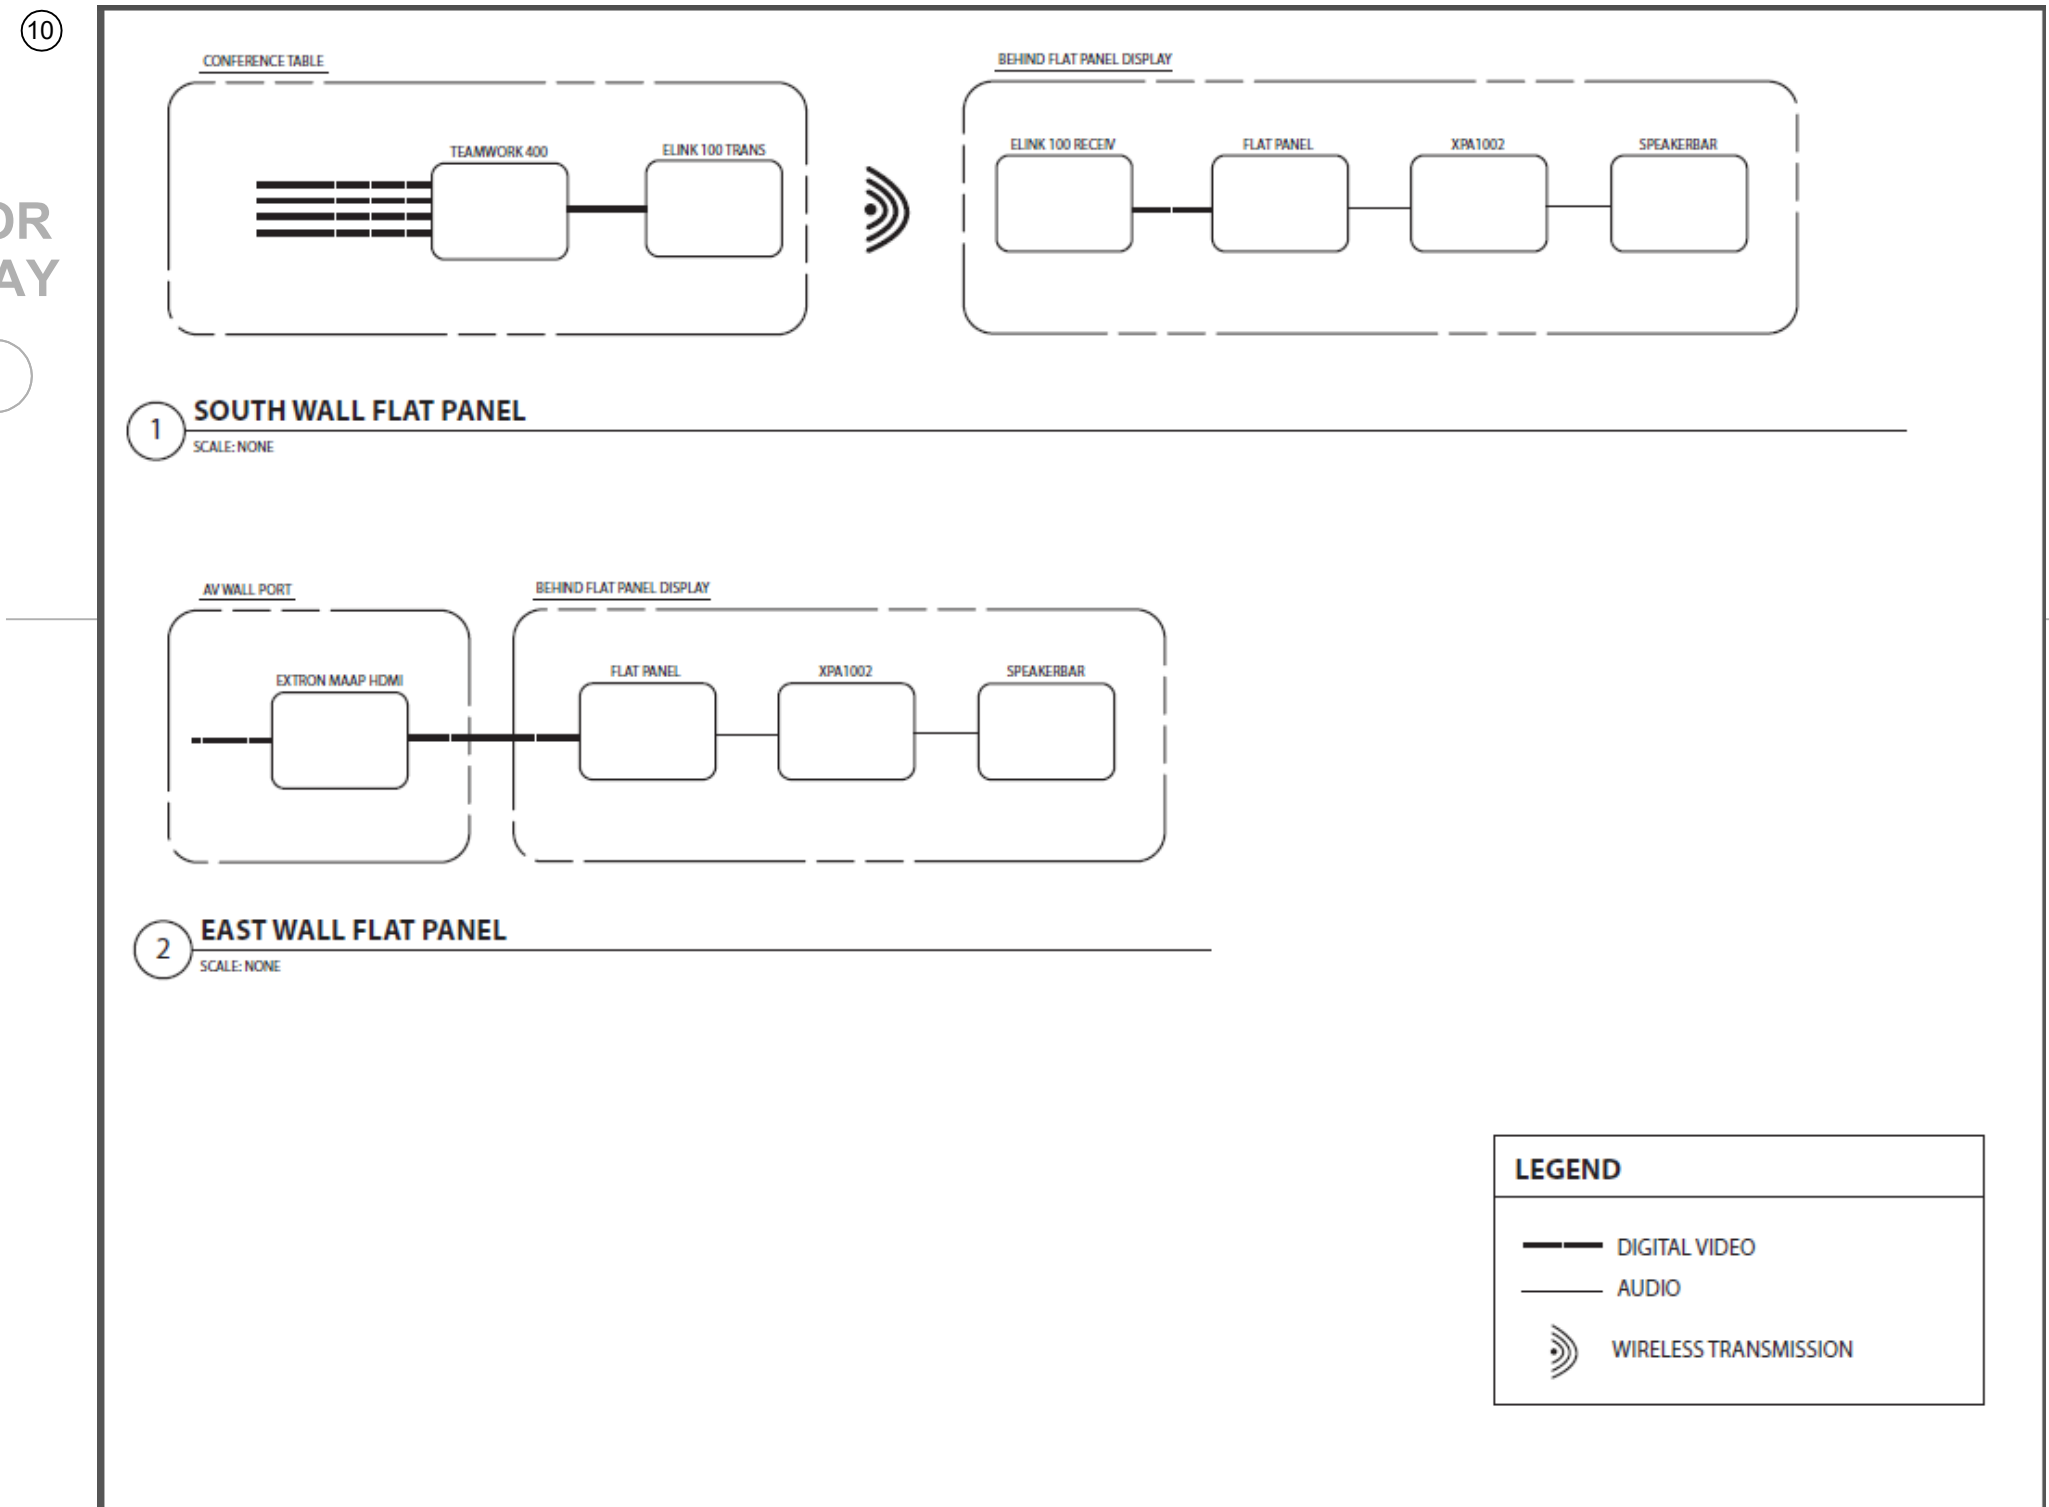 10
OR
AY
CONFERENCE TABLE
TEAMWORK 400
ELINK 100 TRANS
BEHIND FLAT PANEL DISPLAY
ELINK 100 RECEIV
FLAT PANEL
XPA1002
SPEAKERBAR
1
SOUTH WALL FLAT PANEL
SCALE: NONE
AV WALL PORT
EXTRON MAAP HDMI
BEHIND FLAT PANEL DISPLAY
FLAT PANEL
XPA1002
SPEAKERBAR
2
EAST WALL FLAT PANEL
SCALE: NONE
LEGEND
DIGITAL VIDEO
AUDIO
WIRELESS TRANSMISSION